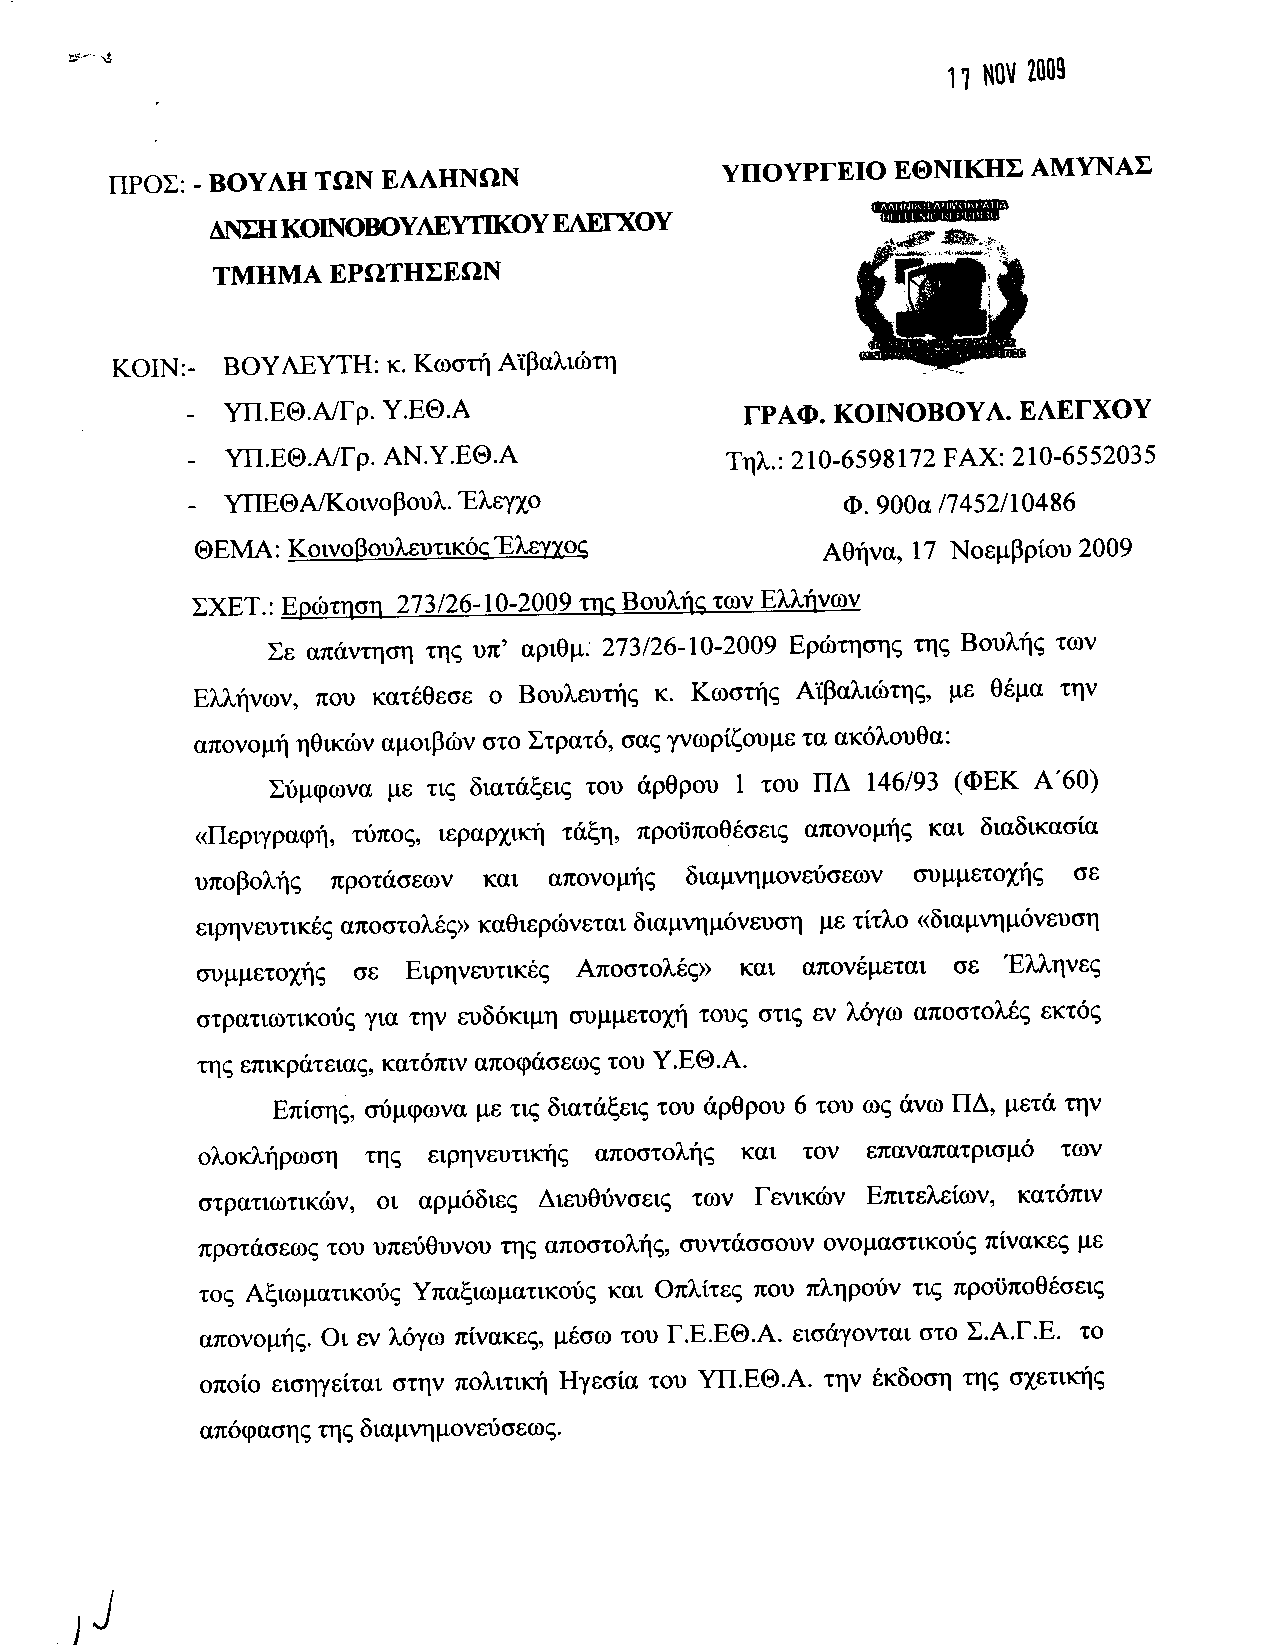 17 NOV 2009
ΠΡΟΣ: - ΒΟΥΛΗ ΤΩΝ ΕΛΛΗΝΩΝ
ΔΝΣΗ ΚΟΙΝΟΒΟΥΛΕΥΤΙΚΟΥ ΕΛΕΓΧΟΥ
ΤΜΗΜΑ ΕΡΩΤΗΣΕΩΝ
ΥΠΟΥΡΓΕΙΟ ΕΘΝΙΚΗΣ ΑΜΥΝΑΣ
ΚΟΙΝ:- ΒΟΥΛΕΥΤΗ: κ. Κωστή Αϊβαλιώτη
- ΥΠ.ΕΘ.Α/Γρ. Υ.ΕΘ.Α
- ΥΠ.ΕΘ.Α/Γρ. ΑΝ.Υ.ΕΘ.Α
- ΥΠΕΘΑ/Κοινοβουλ. Έλεγχο
ΓΡΑΦ. ΚΟΙΝΟΒΟΥΛ. ΕΛΕΓΧΟΥ
Τηλ.: 210-6598172 FAX: 210-6552035
Φ. 900α /7452/10486
ΘΕΜΑ: Κοινοβουλευτικός Έλεγχος
Αθήνα, 17 Νοεμβρίου 2009
ΣΧΕΤ.: Ερώτηση 273/26-10-2009 της Βουλής των Ελλήνων
Σε απάντηση της υπ’ αριθμ. 273/26-10-2009 Ερώτησης της Βουλής των
Ελλήνων, που κατέθεσε ο Βουλευτής κ. Κωστής Αϊβαλιώτης, με θέμα την
απονομή ηθικών αμοιβών στο Στρατό, σας γνωρίζουμε τα ακόλουθα:
Σύμφωνα με τις διατάξεις του άρθρου 1 του ΠΔ 146/93 (ΦΕΚ Α΄60)
«Περιγραφή, τύπος, ιεραρχική τάξη, προϋποθέσεις απονομής και διαδικασία
υποβολής προτάσεων και απονομής διαμνημονεύσεων συμμετοχής σε
ειρηνευτικές αποστολές» καθιερώνεται διαμνημόνευση με τίτλο «διαμνημόνευση
συμμετοχής σε Ειρηνευτικές Αποστολές» και απονέμεται σε Έλληνες
στρατιωτικούς για την ευδόκιμη συμμετοχή τους στις εν λόγω αποστολές εκτός
της επικράτειας, κατόπιν αποφάσεως του Υ.ΕΘ.Α.
Επίσης, σύμφωνα με τις διατάξεις του άρθρου 6 του ως άνω ΠΔ, μετά την
ολοκλήρωση της ειρηνευτικής αποστολής και τον επαναπατρισμό των
στρατιωτικών, οι αρμόδιες Διευθύνσεις των Γενικών Επιτελείων, κατόπιν
προτάσεως του υπεύθυνου της αποστολής, συντάσσουν ονομαστικούς πίνακες με
τος Αξιωματικούς Υπαξιωματικούς και Οπλίτες που πληρούν τις προϋποθέσεις
απονομής. Οι εν λόγω πίνακες, μέσω του Γ.Ε.ΕΘ.Α. εισάγονται στο Σ.Α.Γ.Ε. το
οποίο εισηγείται στην πολιτική Ηγεσία του ΥΠ.ΕΘ.Α. την έκδοση της σχετικής
απόφασης της διαμνημονεύσεως.